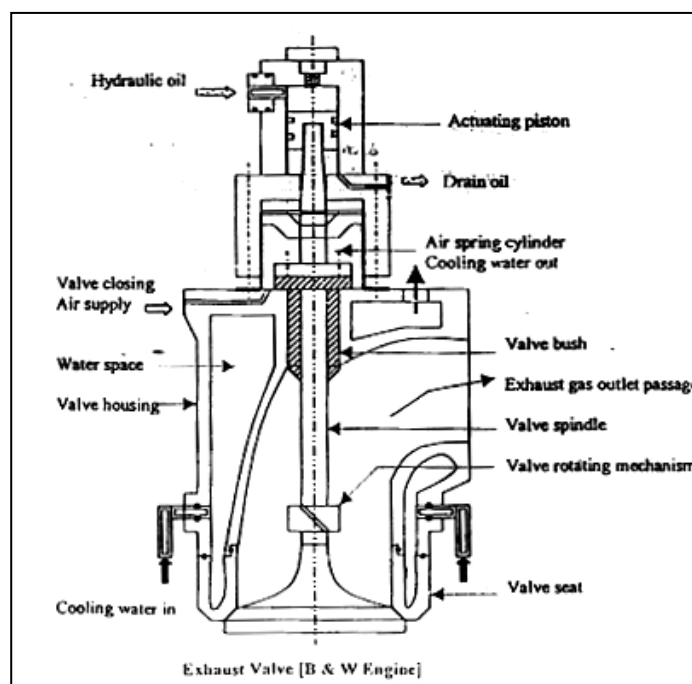 Hydraulic oil
Actuating piston
Drain oil
Air spring cylinder
Cooling water out
Valve closing
Air supply
Valve bush
Water space
Exhaust gas outlet passage
Valve housing
Valve spindle
Valve rotating mechanism
Valve seat
Cooling water in
Exhaust Valve [B & W Engine]